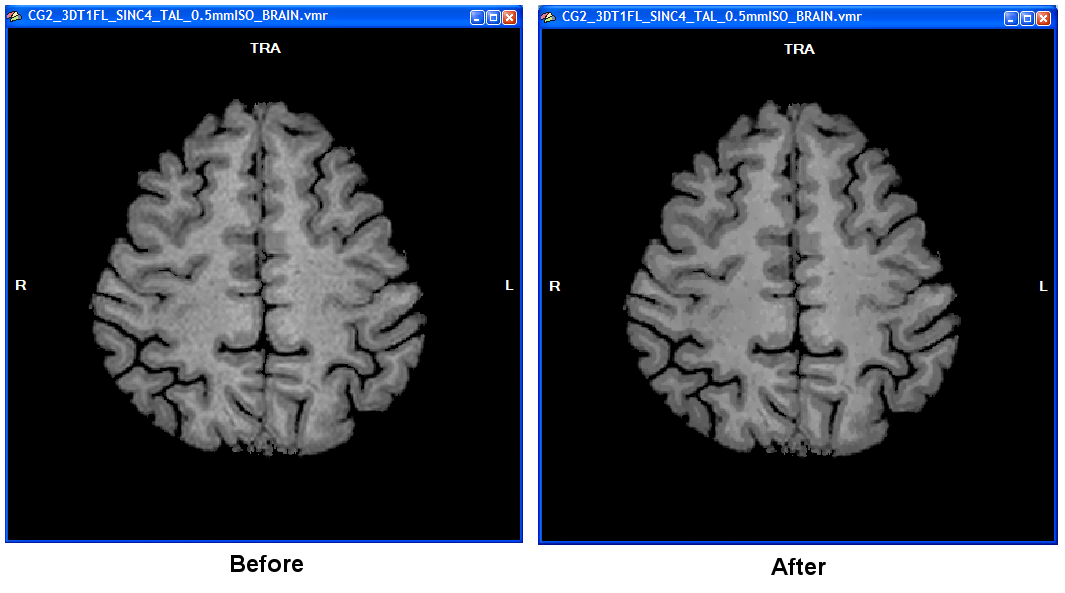 CG2_3DT1FL_SINC4_TAL_0.5mmISO_BRAIN.vmr
TRA
R
L
Before
CG2_3DT1FL_SINC4_TAL_0.5mmISO_BRAIN.vmr
TRA
R
L
After